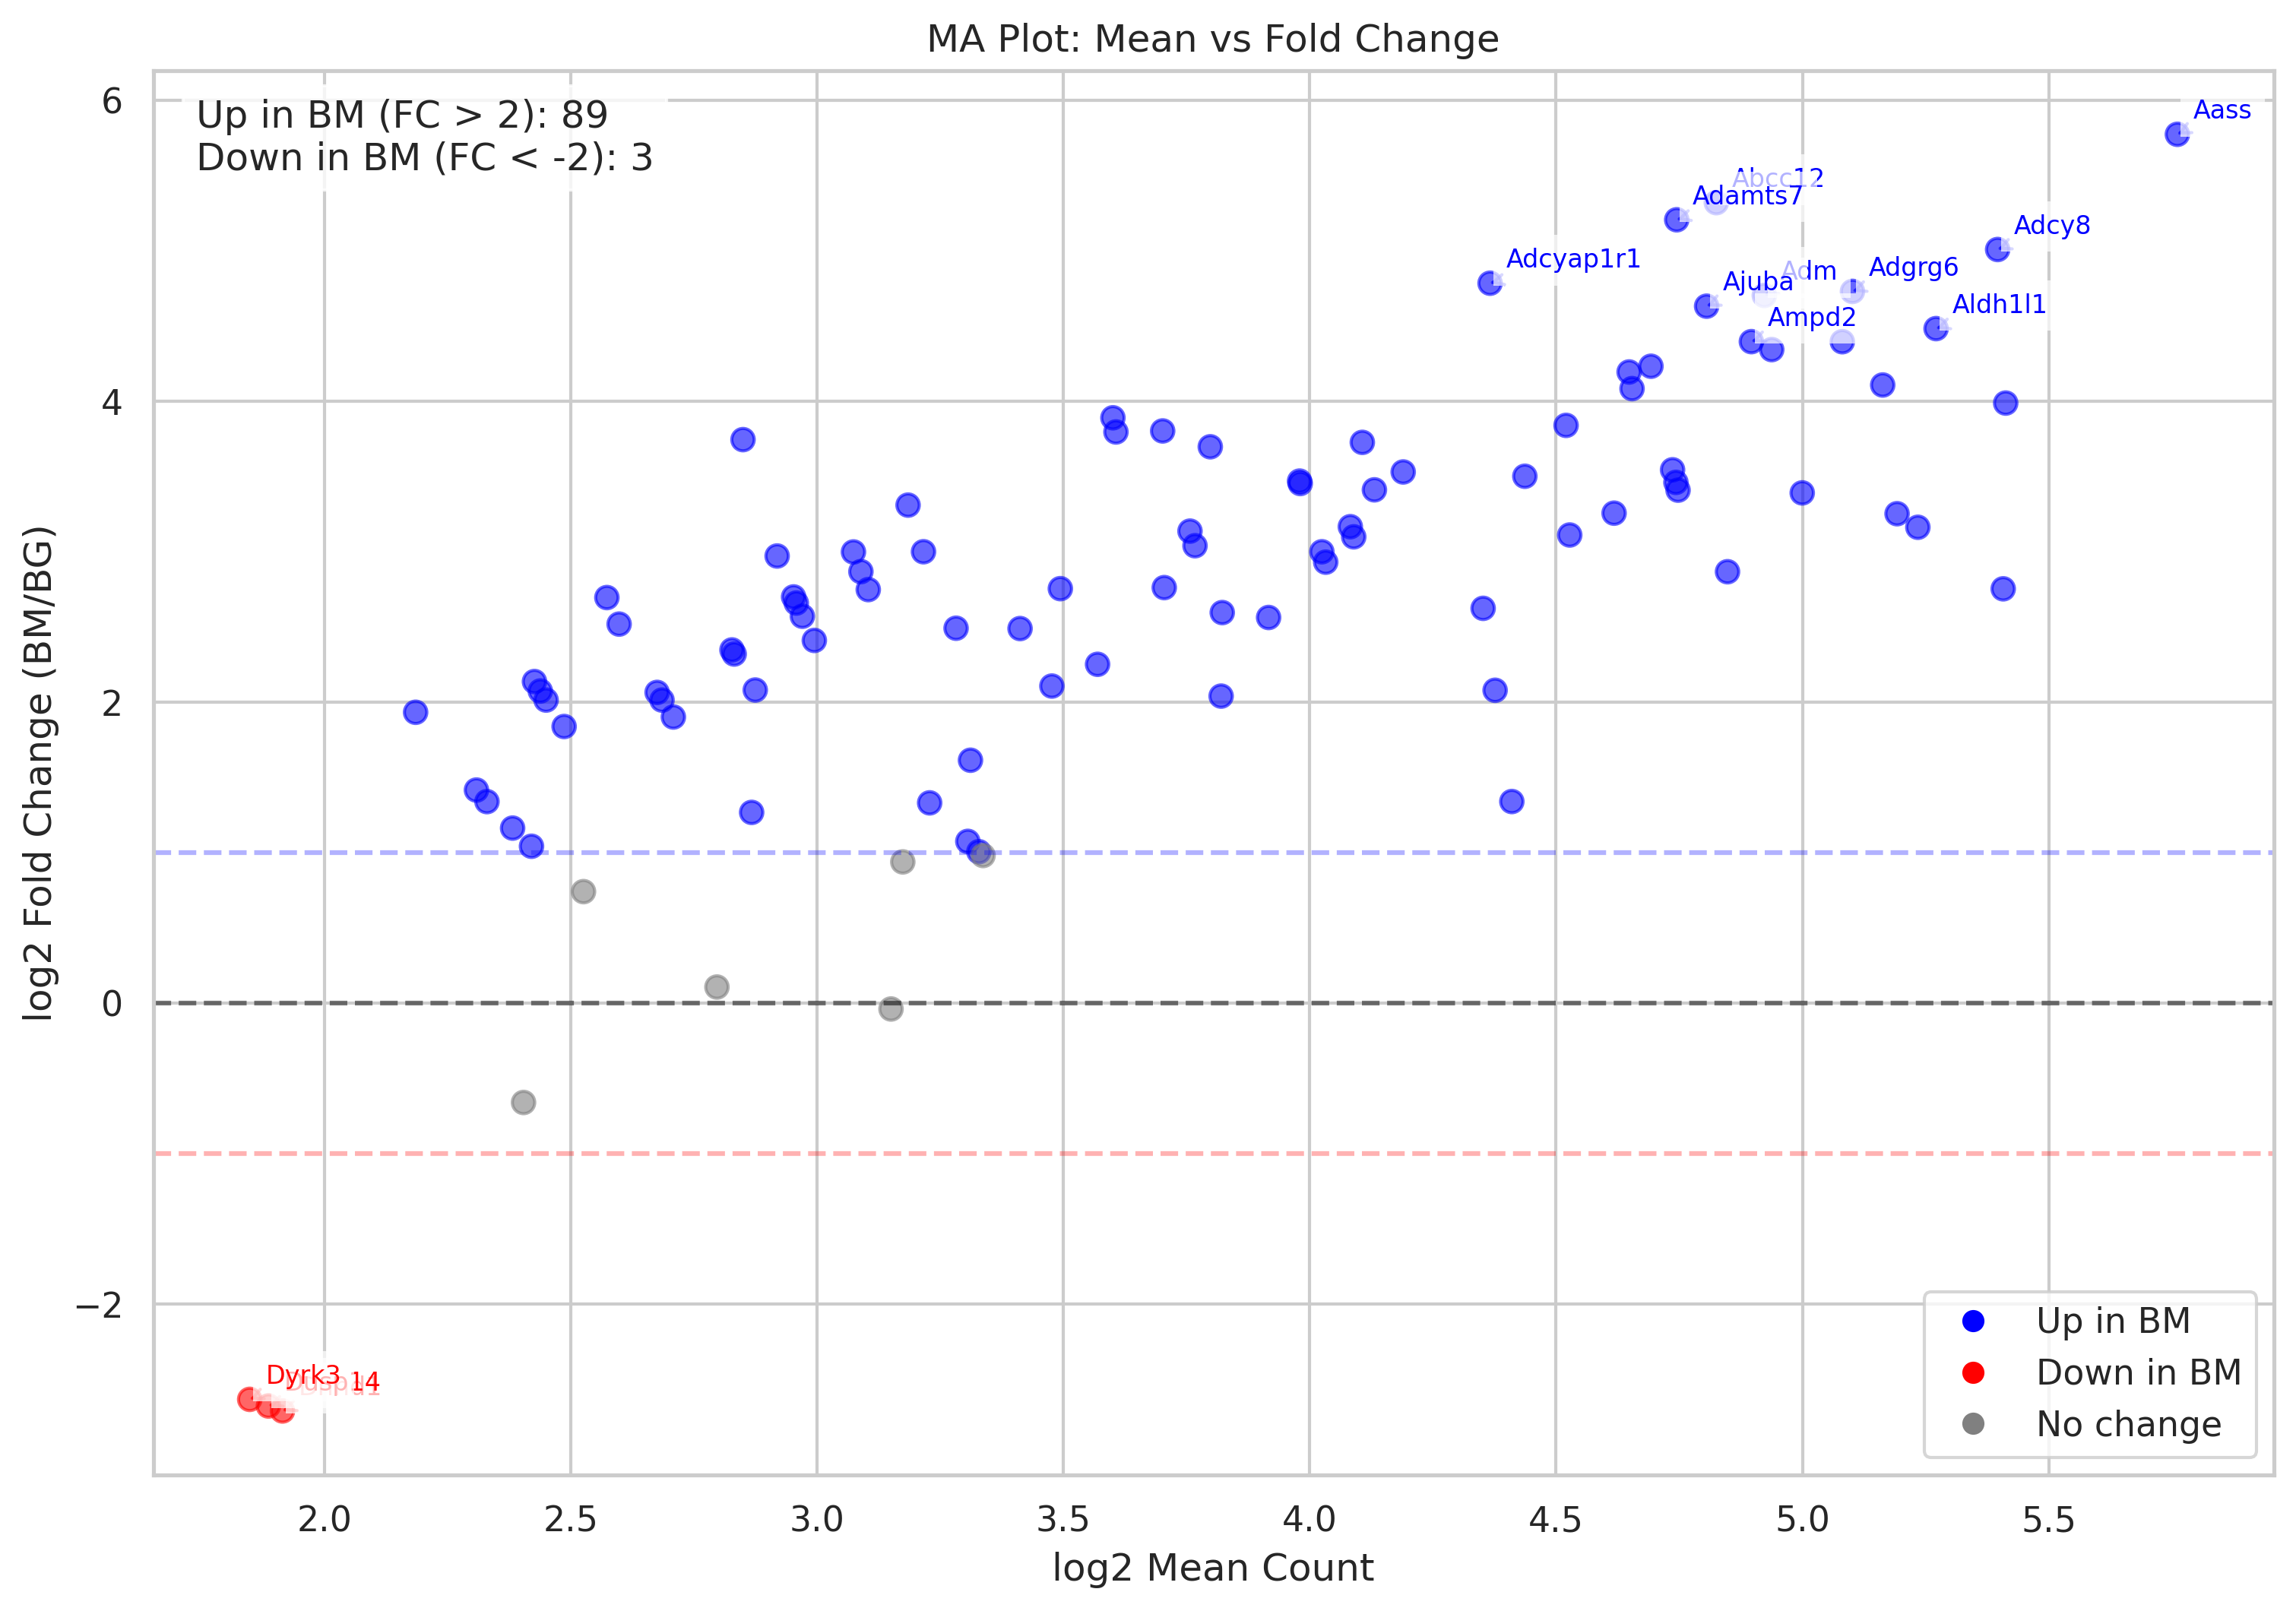 MA Plot: Mean vs Fold Change
Up in BM (FC > 2): 89
Down in BM (FC < -2): 3
Aass
Abcc12
Adamts7
Adcy8
Adcyap1r1
Adm
Adgrg6
Ajuba
Aldh1l1
Ampd2
6
4
2
0
−2
log2 Fold Change (BM/BG)
Dyrk3
Up in BM
Down in BM
No change
2.0
2.5
3.0
3.5
4.0
4.5
5.0
5.5
log2 Mean Count